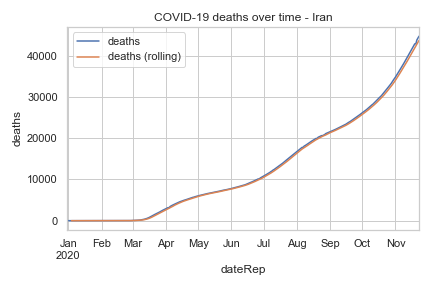 COVID-19 deaths over time - Iran
deaths
deaths (rolling)
40000
30000
20000
10000
0
deaths
Jan Feb Mar Apr May Jun Jul Aug Sep Oct Nov
2020
dateRep